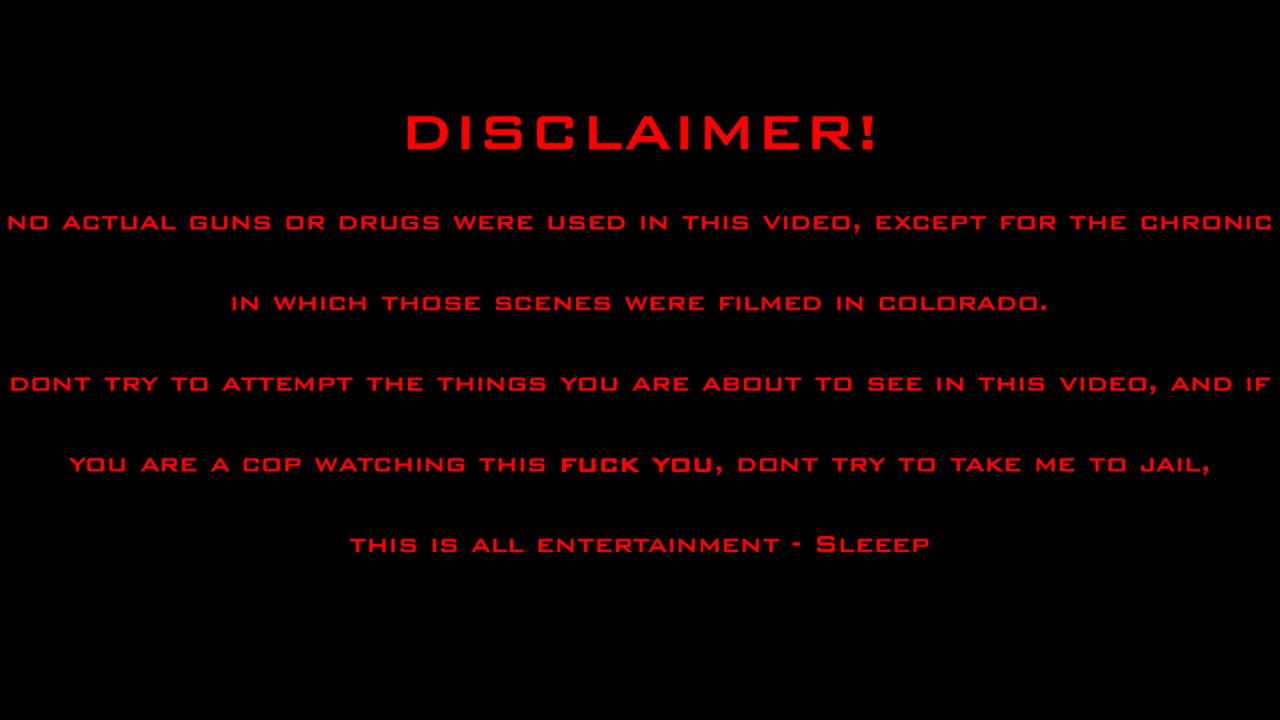 DISCLAIMER!
NO ACTUAL GUNS OR DRUGS WERE USED IN THIS VIDEO, EXCEPT FOR THE CHRONIC
IN WHICH THOSE SCENES WERE FILMED IN COLORADO.
DONT TRY TO ATTEMPT THE THINGS YOU ARE ABOUT TO SEE IN THIS VIDEO, AND IF
YOU ARE A COP WATCHING THIS FUCK YOU, DONT TRY TO TAKE ME TO JAIL,
THIS IS ALL ENTERTAINMENT - SLEEEP